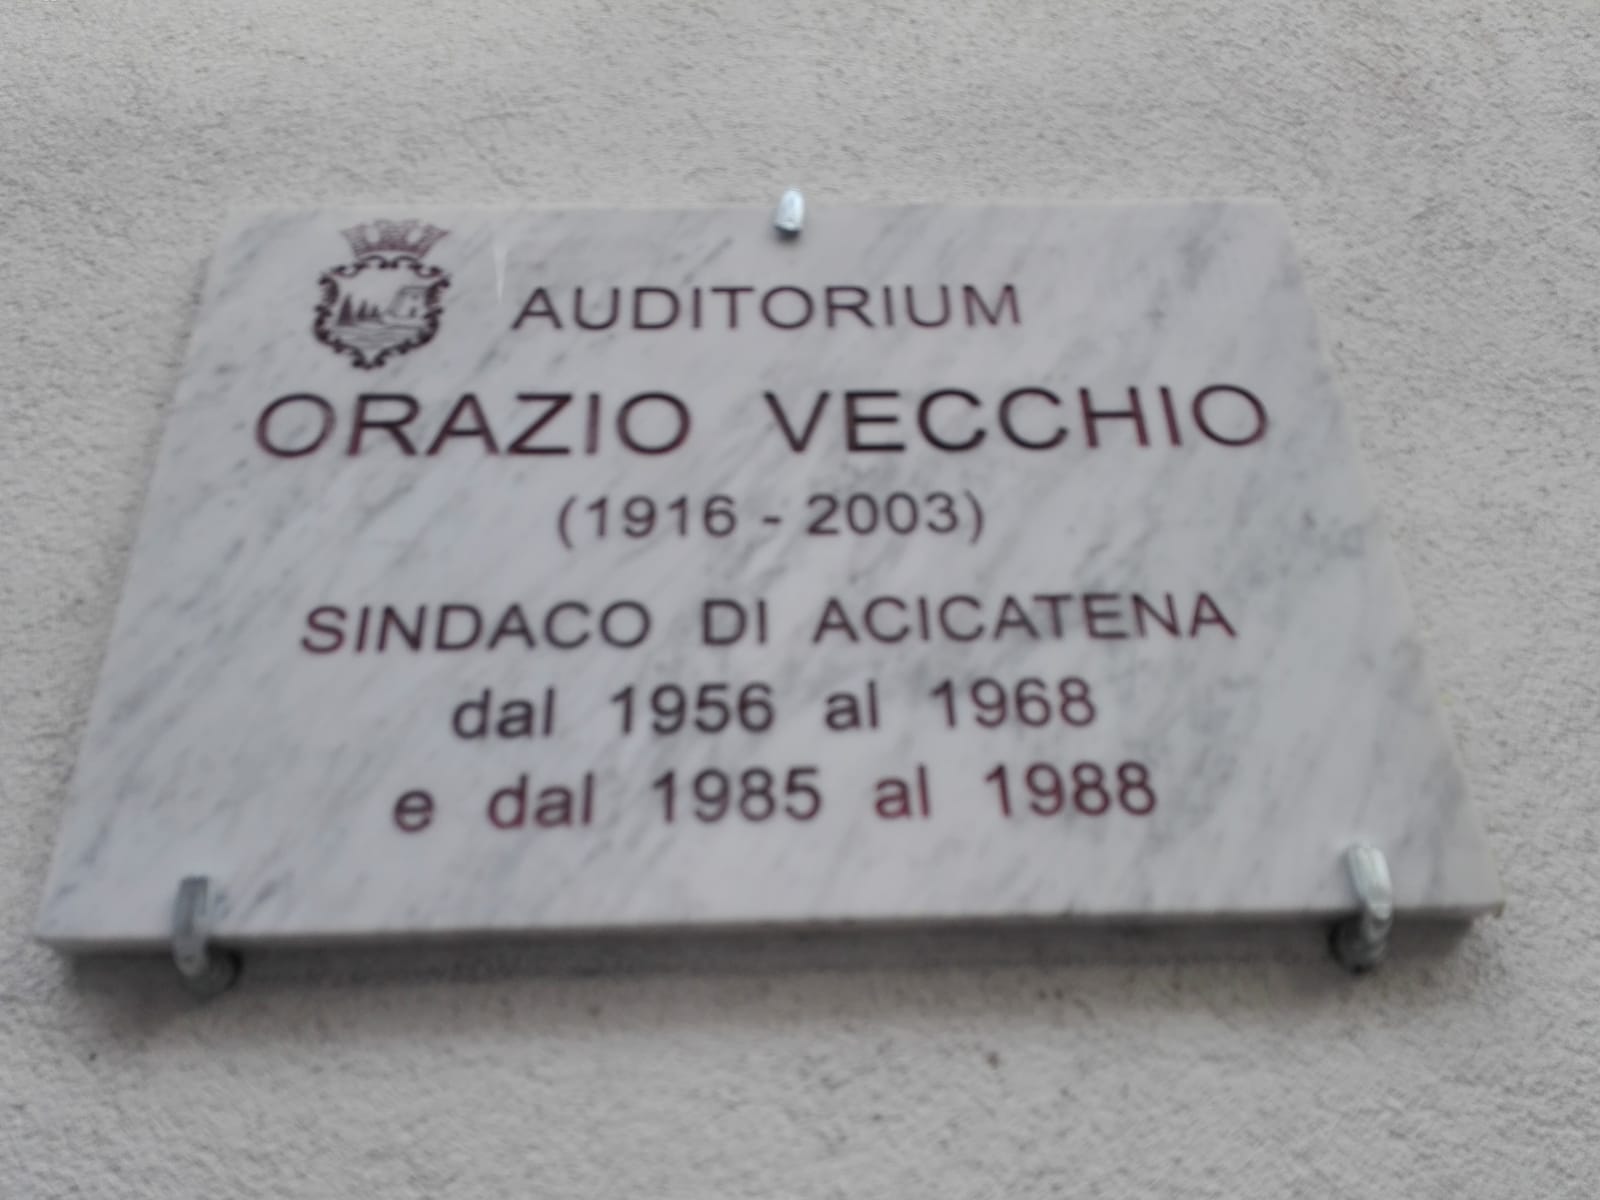 AUDITORIUM
ORAZIO VECCHIO
(1916 - 2003)
SINDACO DI ACICATENA
dal 1956 al 1968
e dal 1985 al 1988